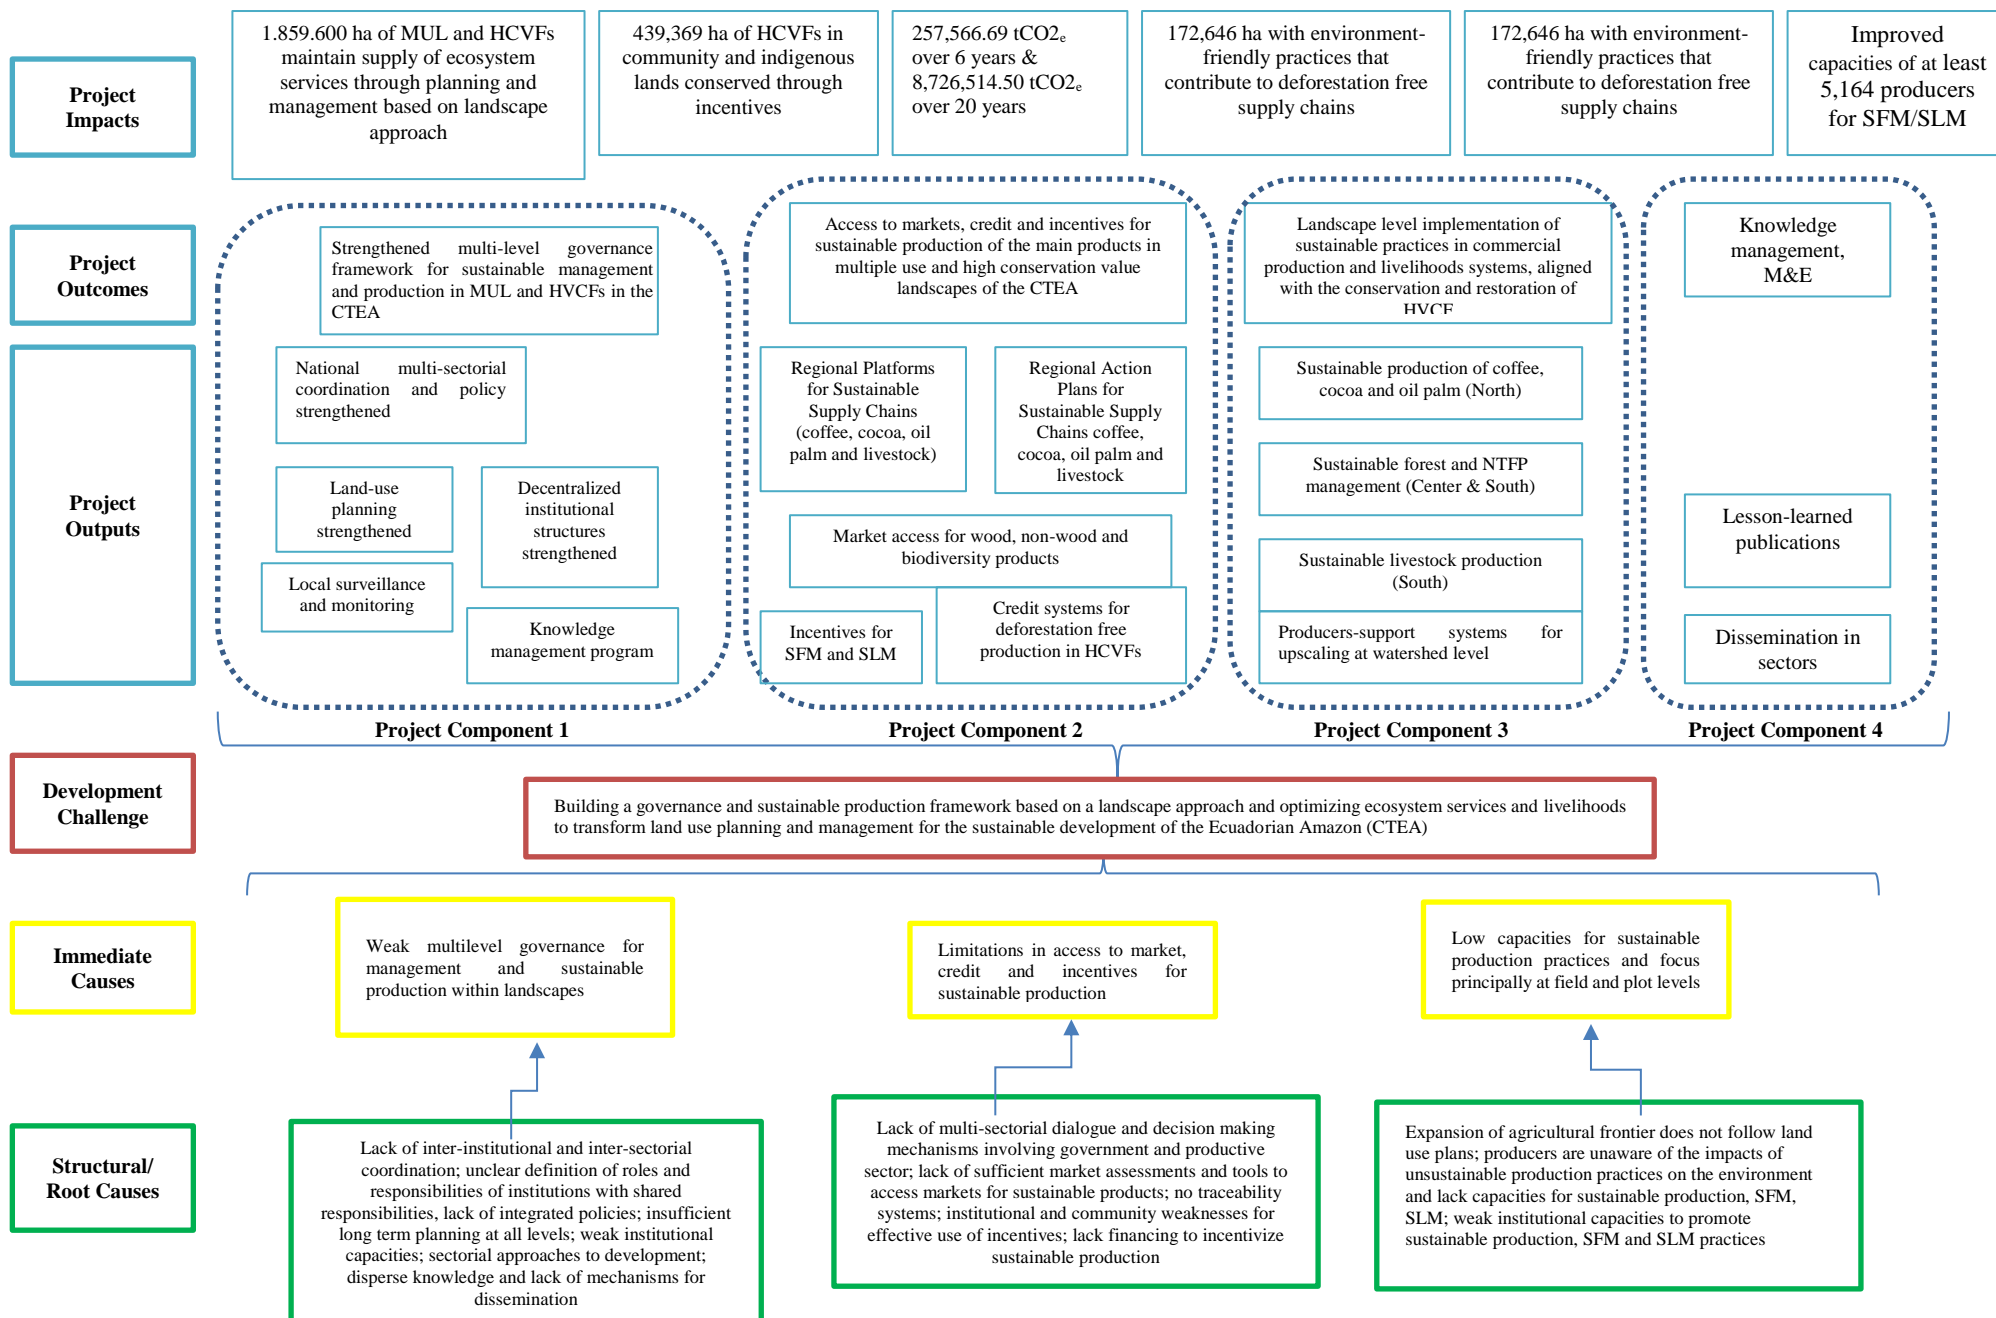 Project
Impacts
1.859.600 ha of MUL and HCVFs
maintain supply of ecosystem
services through planning and
management based on landscape
approach
439,369 ha of HCVFs in
community and indigenous
lands conserved through
incentives
257,566.69 tCO2e
over 6 years &
8,726,514.50 tCO2e
over 20 years
172,646 ha with environment-
friendly practices that
contribute to deforestation free
supply chains
172,646 ha with environment-
friendly practices that
contribute to deforestation free
supply chains
Improved
capacities of at least
5,164 producers
for SFM/SLM
Project
Outcomes
Strengthened multi-level governance
framework for sustainable management
and production in MUL and HVCFs in the
CTEA
Access to markets, credit and incentives for
sustainable production of the main products in
multiple use and high conservation value
landscapes of the CTEA
Landscape level implementation of
sustainable practices in commercial
production and livelihoods systems, aligned
with the conservation and restoration of
HVCF
Knowledge
management,
M&E
Project
Outputs
National multi-sectorial
coordination and policy
strengthened
Land-use
planning
strengthened
Decentralized
institutional
structures
strengthened
Local surveillance
and monitoring
Knowledge
management program
Regional Platforms
for Sustainable
Supply Chains
(coffee, cocoa, oil
palm and livestock)
Regional Action
Plans for
Sustainable Supply
Chains coffee,
cocoa, oil palm and
livestock
Market access for wood, non-wood and
biodiversity products
Incentives for
SFM and SLM
Credit systems for
deforestation free
production in HCVFs
Sustainable production of coffee,
cocoa and oil palm (North)
Sustainable forest and NTFP
management (Center & South)
Sustainable livestock production
(South)
Producers-support systems for
upscaling at watershed level
Lesson-learned
publications
Dissemination in
sectors
Project Component 1
Project Component 2
Project Component 3
Project Component 4
Development
Challenge
Building a governance and sustainable production framework based on a landscape approach and optimizing ecosystem services and livelihoods
to transform land use planning and management for the sustainable development of the Ecuadorian Amazon (CTEA)
Immediate
Causes
Weak multilevel governance for
management and sustainable
production within landscapes
Limitations in access to market,
credit and incentives for
sustainable production
Low capacities for sustainable
production practices and focus
principally at field and plot levels
Structural/
Root Causes
Lack of inter-institutional and inter-sectorial
coordination; unclear definition of roles and
responsibilities of institutions with shared
responsibilities, lack of integrated policies; insufficient
long term planning at all levels; weak institutional
capacities; sectorial approaches to development;
disperse knowledge and lack of mechanisms for
dissemination
Lack of multi-sectorial dialogue and decision making
mechanisms involving government and productive
sector; lack of sufficient market assessments and tools to
access markets for sustainable products; no traceability
systems; institutional and community weaknesses for
effective use of incentives; lack financing to incentivize
sustainable production
Expansion of agricultural frontier does not follow land
use plans; producers are unaware of the impacts of
unsustainable production practices on the environment
and lack capacities for sustainable production, SFM,
SLM; weak institutional capacities to promote
sustainable production, SFM and SLM practices